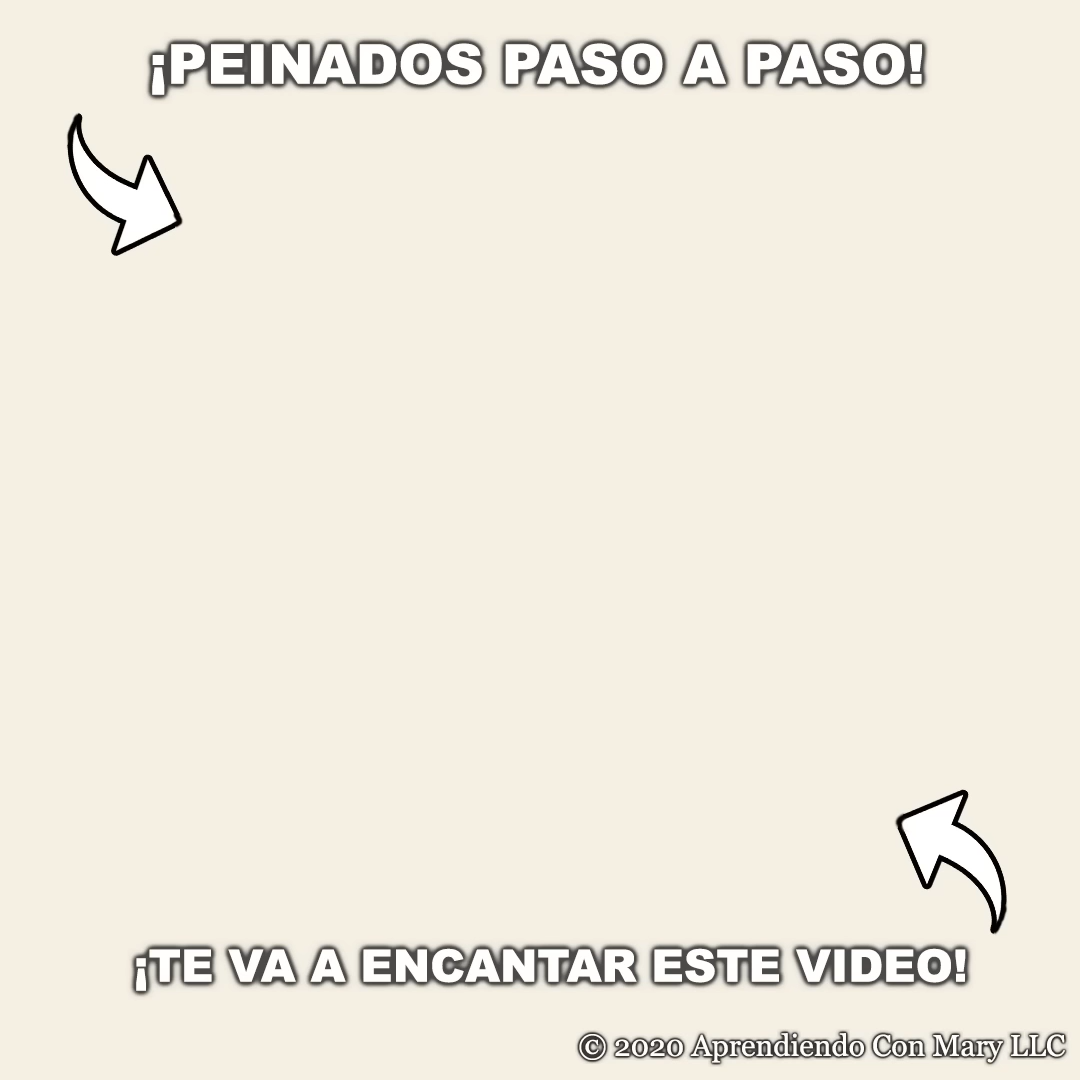 ¡PEINADOS PASO A PASO!
¡TE VA A ENCANTAR ESTE VIDEO!
© 2020 Aprendiendo Con Mary LLC